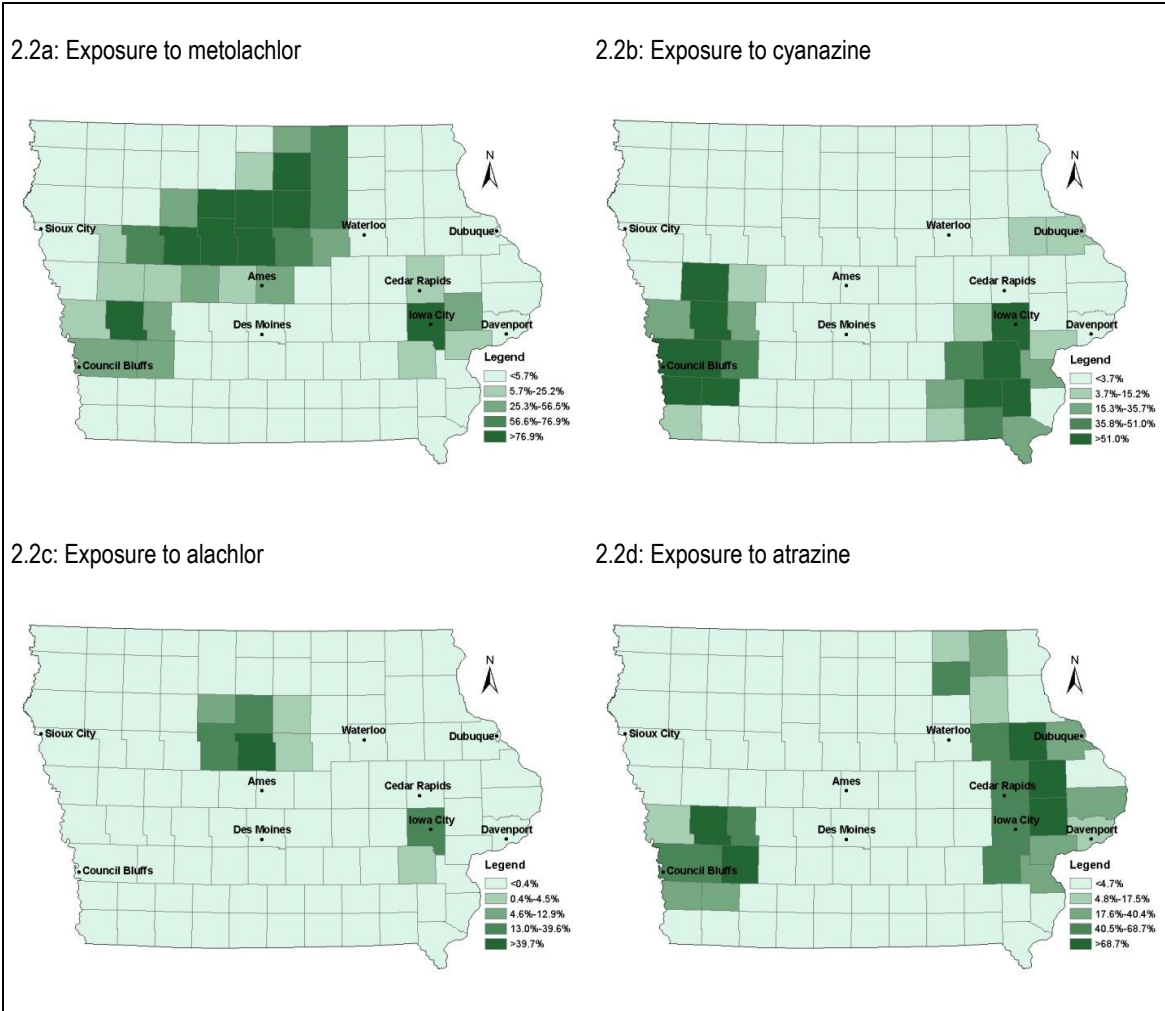 2.2a: Exposure to metolachlor
2.2b: Exposure to cyanazine
N
Sioux City
Waterloo
Dubuque
Ames
Cedar Rapids
Des Moines
Iowa City
Davenport
Council Bluffs
Legend
<5.7%
5.7%-25.2%
25.3%-56.5%
56.6%-76.9%
>76.9%
N
Sioux City
Waterloo
Dubuque
Ames
Cedar Rapids
Des Moines
Iowa City
Davenport
Council Bluffs
Legend
<3.7%
3.7%-15.2%
15.3%-35.7%
35.8%-51.0%
>51.0%
2.2c: Exposure to alachlor
2.2d: Exposure to atrazine
N
Sioux City
Waterloo
Dubuque
Ames
Cedar Rapids
Des Moines
Iowa City
Davenport
Council Bluffs
Legend
<0.4%
0.4%-4.5%
4.6%-12.9%
13.0%-39.6%
>39.7%
N
Sioux City
Waterloo
Dubuque
Ames
Cedar Rapids
Des Moines
Iowa City
Davenport
Council Bluffs
Legend
<4.7%
4.8%-17.5%
17.6%-40.4%
40.5%-68.7%
>68.7%